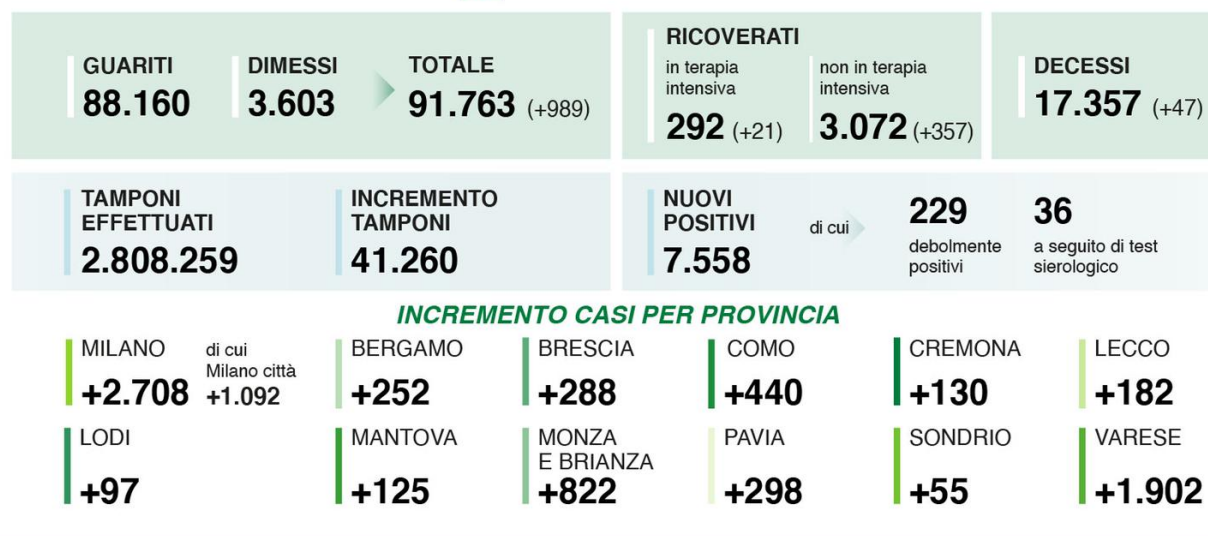 GUARITI
88.160
DIMESSI
3.603
TOTALE
91.763 (+989)
RICOVERATI
in terapia
intensiva
292 (+21)
non in terapia
intensiva
3.072 (+357)
DECESSI
17.357 (+47)
TAMPONI
EFFETTUATI
2.808.259
INCREMENTO
TAMPONI
41.260
NUOVI
POSITIVI
7.558
di cui
229
debolmente
positivi
36
a seguito di test
sierologico
INCREMENTO CASI PER PROVINCIA
MILANO
+2.708
di cui
Milano città
+1.092
BERGAMO
+252
BRESCIA
+288
COMO
+440
CREMONA
+130
LECCO
+182
LODI
+97
MANTOVA
+125
MONZA
E BRIANZA
+822
PAVIA
+298
SONDRIO
+55
VARESE
+1.902